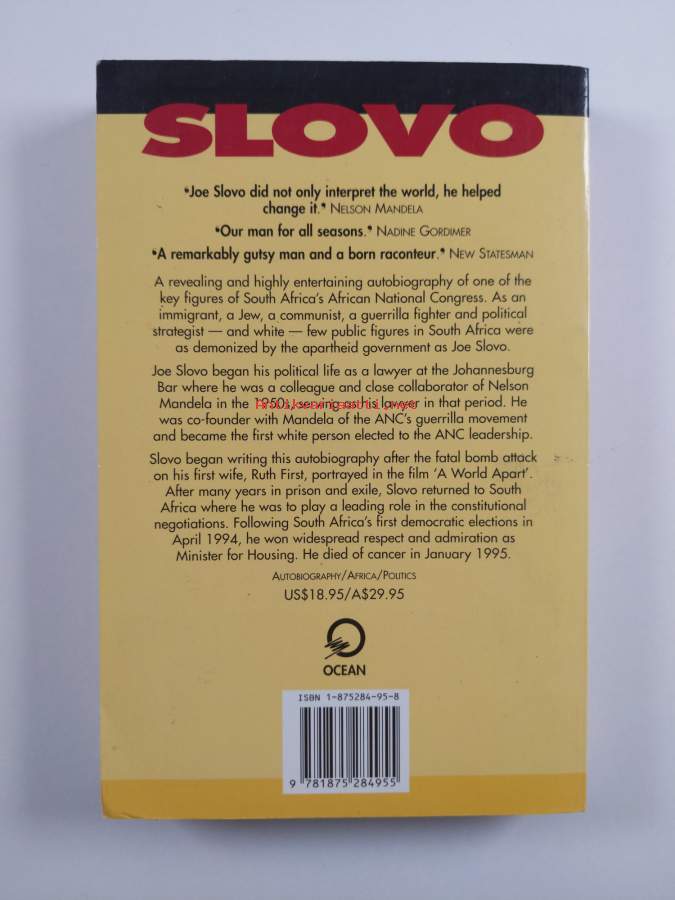 SLOVO
❛Joe Slovo did not only interpret the world, he helped
change it.❜ NELSON MANDELA
❛Our man for all seasons.❜ NADINE GORDIMER
❛A remarkably gutsy man and a born raconteur.❜ NEW STATESMAN
A revealing and highly entertaining autobiography of one of the
key figures of South Africa's African National Congress. As an
immigrant, a Jew, a communist, a guerrilla fighter and political
strategist — and white — few public figures in South Africa were
as demonized by the apartheid government as Joe Slovo.
Joe Slovo began his political life as a lawyer at the Johannesburg
Bar where he was a colleague and close collaborator of Nelson
Mandela in the 1950s, as his lawyer in that period. He
was co-founder with Mandela of the ANC's guerrilla movement
and became the first white person elected to the ANC leadership.
Slovo began writing this autobiography after the fatal bomb attack
on his first wife, Ruth First, portrayed in the film 'A World Apart'.
After many years in prison and exile, Slovo returned to South
Africa where he was to play a leading role in the constitutional
negotiations. Following South Africa's first democratic elections in
April 1994, he won widespread respect and admiration as
Minister for Housing. He died of cancer in January 1995.
AUTOBIOGRAPHY/AFRICA/POLITICS
US$18.95/A$29.95
OCEAN
ISBN 1-875284-95-8
9 781875 284955